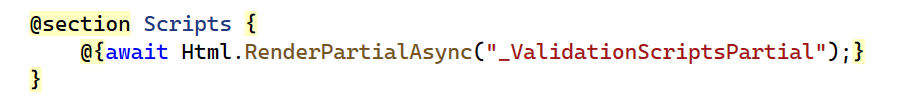 @section Scripts {
    @{await Html.RenderPartialAsync("_ValidationScriptsPartial");}
}